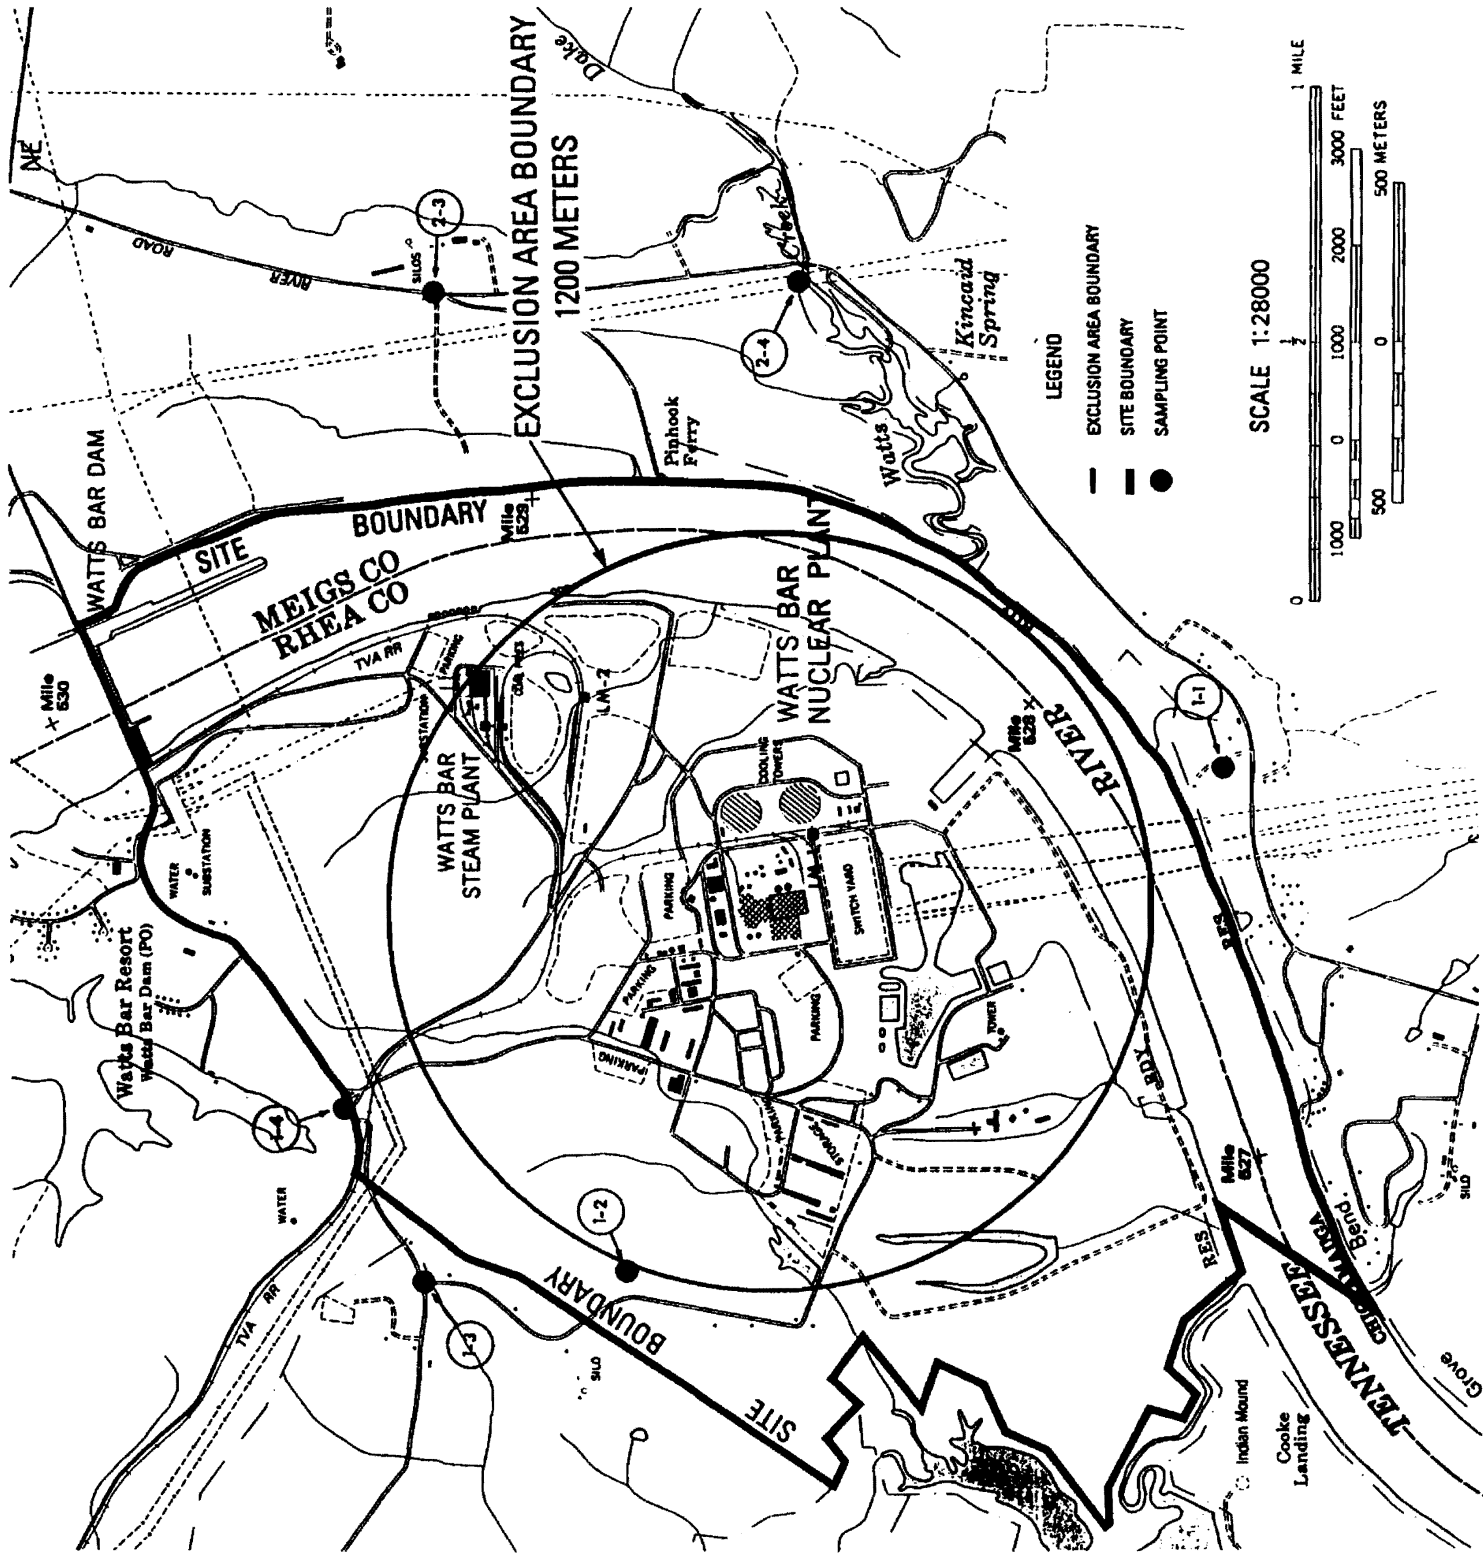 NE
ROAD
RIVER
SILOS
2-3
EXCLUSION AREA BOUNDARY
1200 METERS
Dake
Creek
2-4
Kincaid
Spring
Watts
Pinhook
Ferry
WATTS BAR DAM
SITE
BOUNDARY
Mile
529
MEIGS CO
RHEA CO
Mile
530
TVA RR
PARKING
SUBSTATION
COAL PILES
LM-2
WATTS BAR
STEAM PLANT
WATTS BAR
NUCLEAR PLANT
COOLING
TOWERS
Mile
528
RIVER
1-1
WATER
SUBSTATION
Watts Bar Resort
Watts Bar Dam (PO)
PARKING
SWITCH YARD
PARKING
PARKING
PARKING
TOWER
PARKING
STORAGE
BDY
RES
RES
1-4
WATER
TVA
RR
1-2
1-3
SILO
BOUNDARY
SITE
Mile
527
TENNESSEE
Bend
SILO
Grove
Indian Mound
Cooke
Landing
LEGEND
EXCLUSION AREA BOUNDARY
SITE BOUNDARY
SAMPLING POINT
SCALE 1:28000
0
1/2
1 MILE
1000
0
1000
2000
3000 FEET
500
0
500 METERS